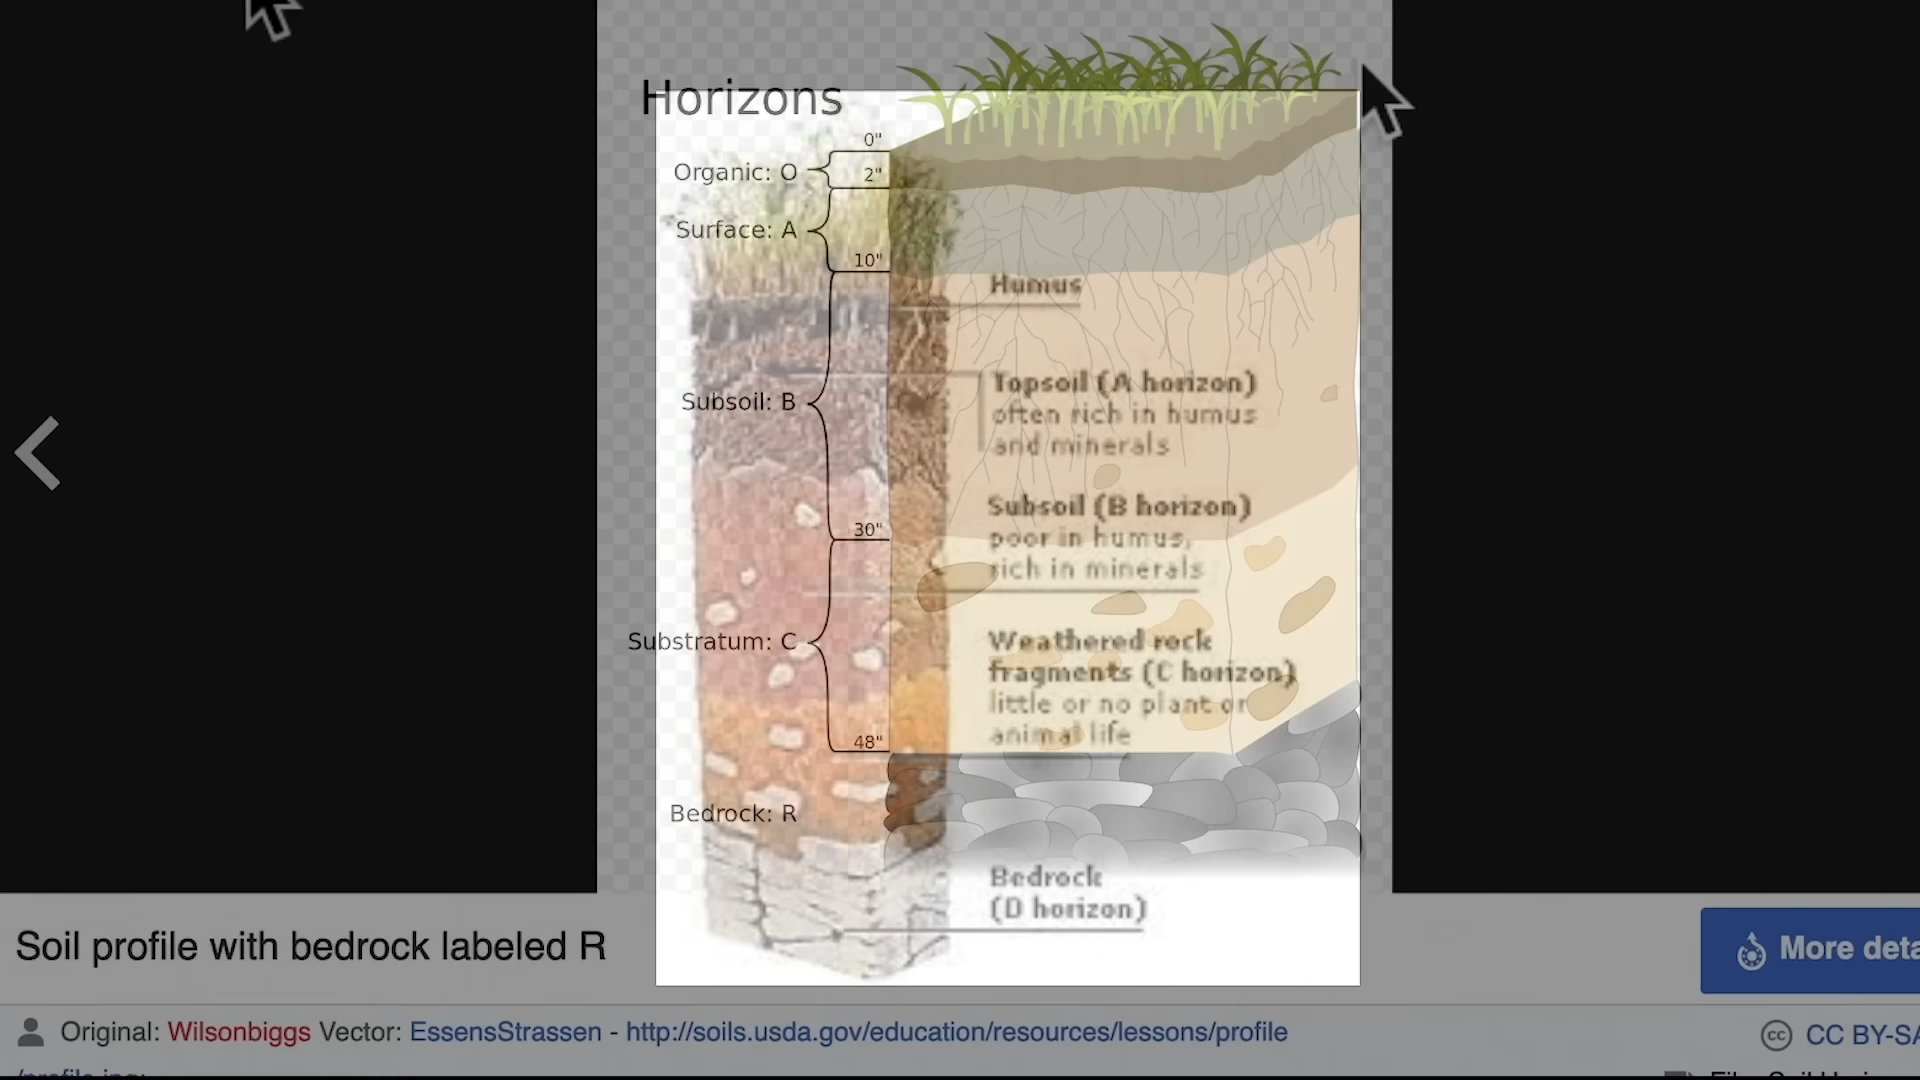 Horizons
0"
Organic: O
2"
Surface: A
10"
Humus
Topsoil (A horizon)
often rich in humus
and minerals
Subsoil: B
Subsoil (B horizon)
poor in humus,
rich in minerals
30"
Substratum: C
Weathered rock
fragments (C horizon)
little or no plant or
animal life
48"
Bedrock: R
Bedrock
(D horizon)
Soil profile with bedrock labeled R
More deta
Original: Wilsonbiggs Vector: EssensStrassen - http://soils.usda.gov/education/resources/lessons/profile
CC BY-SA